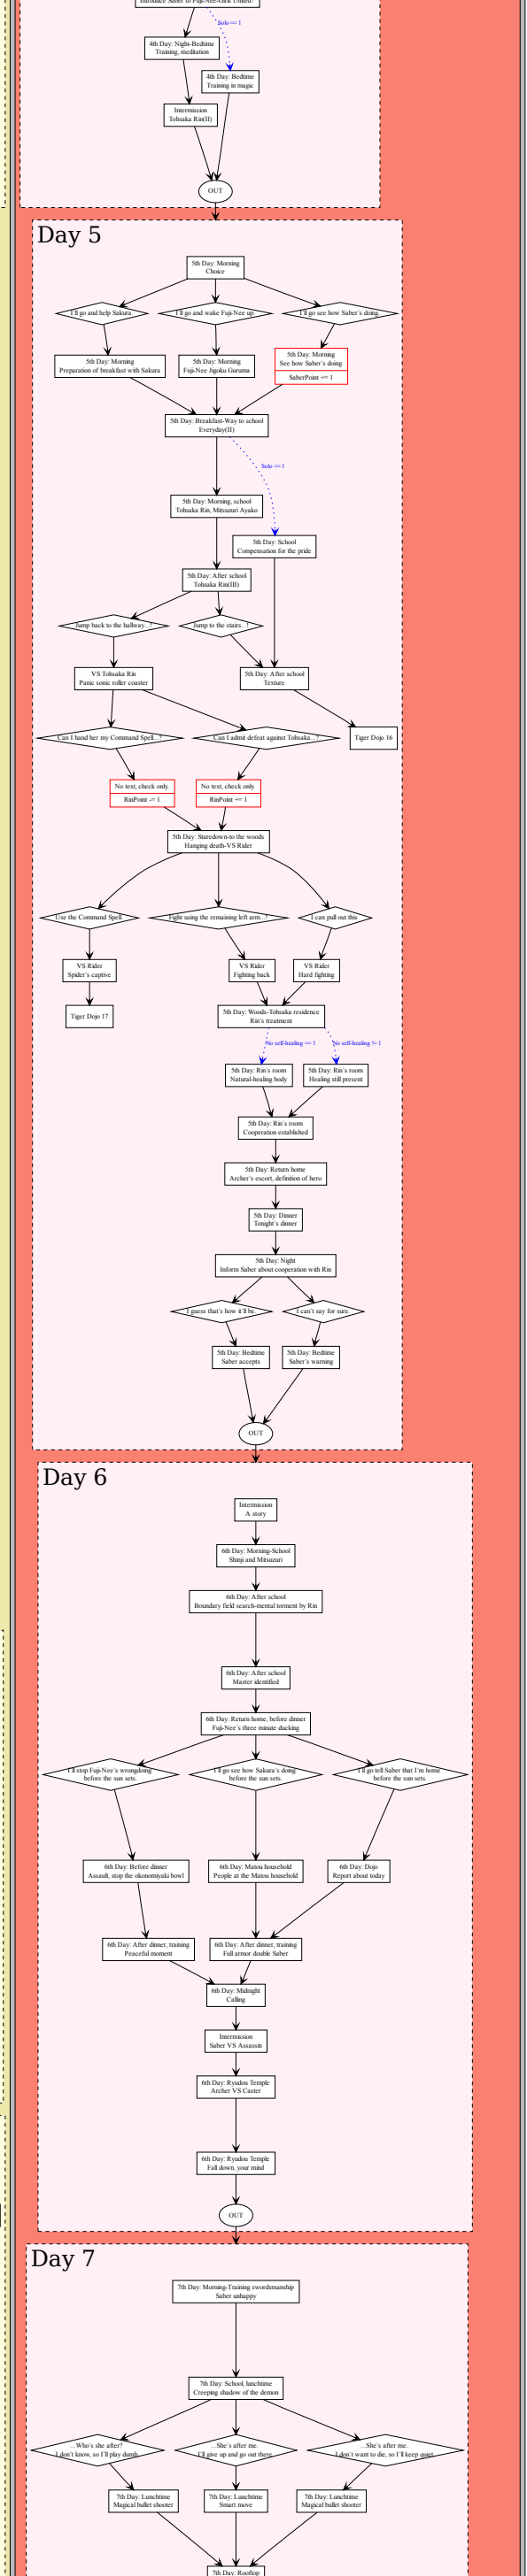 Introduce Saber to Fuji-Nee-Girls United?
Solo == 1
4th Day: Night-Bedtime
Training, meditation
4th Day: Bedtime
Training in magic
Intermission
Tohsaka Rin(II)
OUT
Day 5
5th Day: Morning
Choice
I'll go and help Sakura.
I'll go and wake Fuji-Nee up.
I'll go see how Saber's doing.
5th Day: Morning
Preparation of breakfast with Sakura
5th Day: Morning
Fuji-Nee Jigoku Guruma
5th Day: Morning
See how Saber's doing
SaberPoint += 1
5th Day: Breakfast-Way to school
Everyday(II)
Solo == 1
5th Day: Morning, school
Tohsaka Rin, Mitsuzuri Ayako
5th Day: School
Compensation for the pride
5th Day: After school
Tohsaka Rin(III)
Jump back to the hallway...!
Jump to the stairs...!
VS Tohsaka Rin
Panic sonic roller coaster
5th Day: After school
Texture
Can I hand her my Command Spell...?
Can I admit defeat against Tohsaka...?
Tiger Dojo 16
No text, check only.
RinPoint -= 1
No text, check only.
RinPoint += 1
5th Day: Staredown-to the woods
Hanging death-VS Rider
Use the Command Spell.
Fight using the remaining left arm...!
I can pull out this
VS Rider
Spider's captive
VS Rider
Fighting back
VS Rider
Hard fighting
Tiger Dojo 17
5th Day: Woods-Tohsaka residence
Rin's treatment
No self-healing == 1
No self-healing != 1
5th Day: Rin's room
Natural-healing body
5th Day: Rin's room
Healing still present
5th Day: Rin's room
Cooperation established
5th Day: Return home
Archer's escort, definition of hero
5th Day: Dinner
Tonight's dinner
5th Day: Night
Inform Saber about cooperation with Rin
I guess that's how it'll be.
I can't say for sure.
5th Day: Bedtime
Saber accepts
5th Day: Bedtime
Saber's warning
OUT
Day 6
Intermission
A story
6th Day: Morning-School
Shinji and Mitsuzuri
6th Day: After school
Boundary field search-mental torment by Rin
6th Day: After school
Master identified
6th Day: Return home, before dinner
Fuji-Nee's three minute ducking
I'll stop Fuji-Nee's wrongdoing
before the sun sets.
I'll go see how Sakura's doing
before the sun sets.
I'll go tell Saber that I'm home
before the sun sets.
6th Day: Before dinner
Assault, stop the okonomiyaki bowl
6th Day: Matou household
People at the Matou household
6th Day: Dojo
Report about today
6th Day: After dinner, training
Peaceful moment
6th Day: After dinner, training
Full armor double Saber
6th Day: Midnight
Calling
Intermission
Saber VS Assassin
6th Day: Ryudou Temple
Archer VS Caster
6th Day: Ryudou Temple
Fall down, your mind
OUT
Day 7
7th Day: Morning-Training swordsmanship
Saber unhappy
7th Day: School, lunchtime
Creeping shadow of the demon
...Who's she after?
I don't know, so I'll play dumb.
...She's after me.
I'll give up and go out there.
...She's after me.
I don't want to die, so I'll keep quiet.
7th Day: Lunchtime
Magical bullet shooter
7th Day: Lunchtime
Smart move
7th Day: Lunchtime
Magical bullet shooter
7th Day: Rooftop